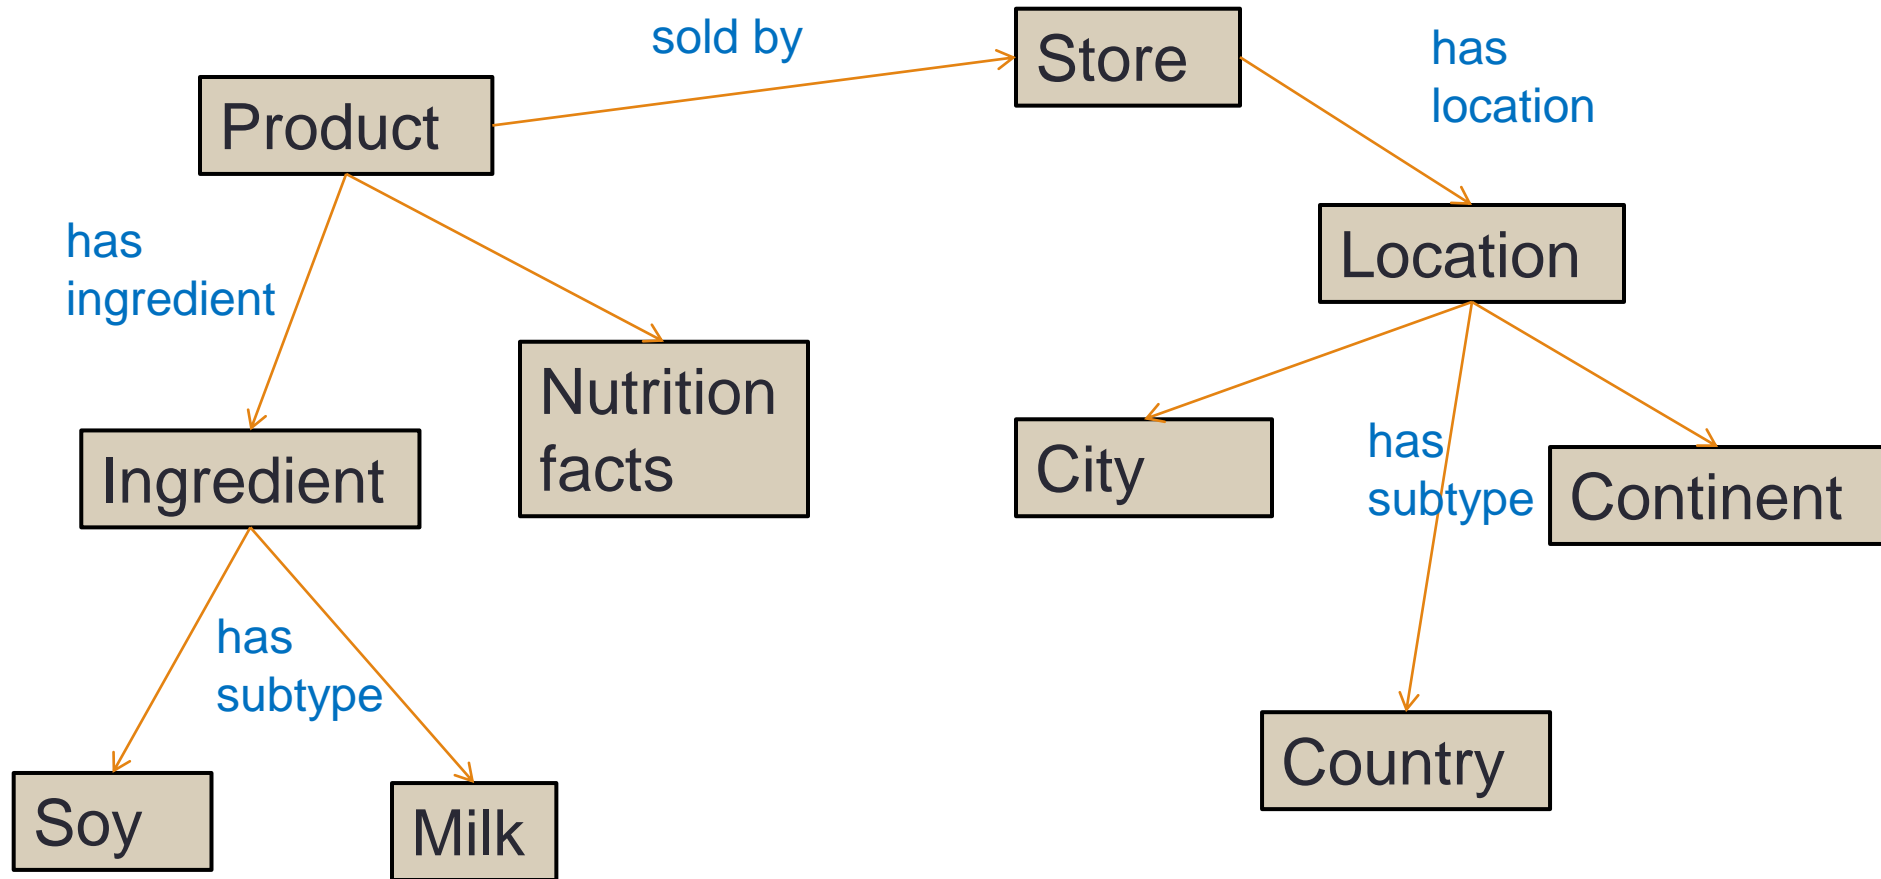 sold by
Store
has
location
Product
has
ingredient
Location
Nutrition
facts
Ingredient
City
has
subtype
Continent
has
subtype
Country
Soy
Milk